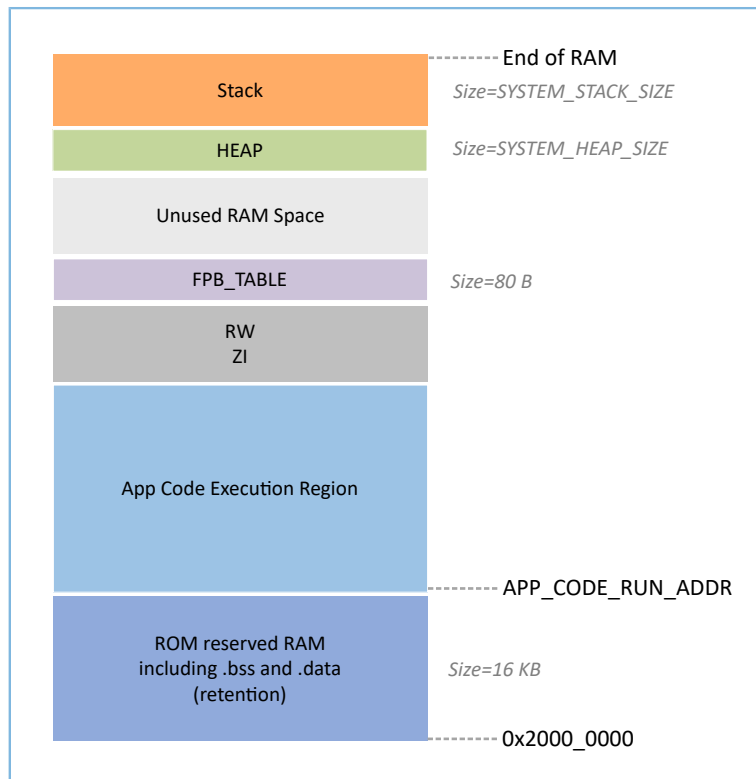 End of RAM
Stack
Size=SYSTEM_STACK_SIZE
HEAP
Size=SYSTEM_HEAP_SIZE
Unused RAM Space
FPB_TABLE
Size=80 B
RW
ZI
App Code Execution Region
APP_CODE_RUN_ADDR
ROM reserved RAM
including .bss and .data
(retention)
Size=16 KB
0x2000_0000